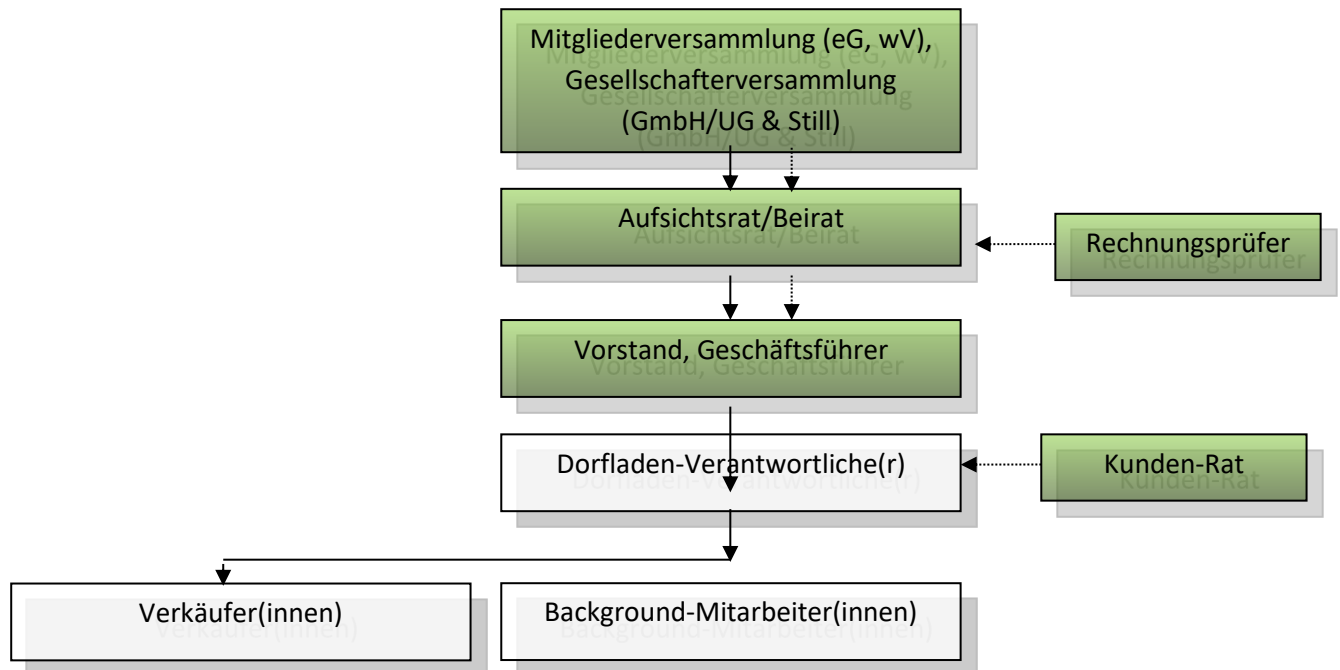 Mitgliederversammlung (eG, wV),
Gesellschafterversammlung
(GmbH/UG & Still)
Aufsichtsrat/Beirat
Rechnungsprüfer
Vorstand, Geschäftsführer
Dorfladen-Verantwortliche(r)
Kunden-Rat
Verkäufer(innen)
Background-Mitarbeiter(innen)